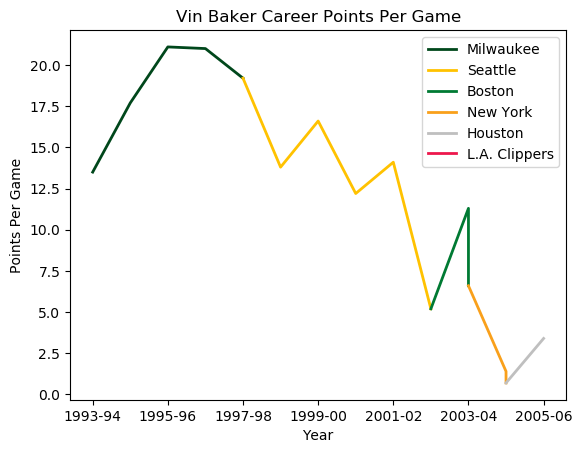 Vin Baker Career Points Per Game
Milwaukee
Seattle
Boston
New York
Houston
L.A. Clippers
Points Per Game
20.0
17.5
15.0
12.5
10.0
7.5
5.0
2.5
0.0
1993-94 1995-96 1997-98 1999-00 2001-02 2003-04 2005-06
Year